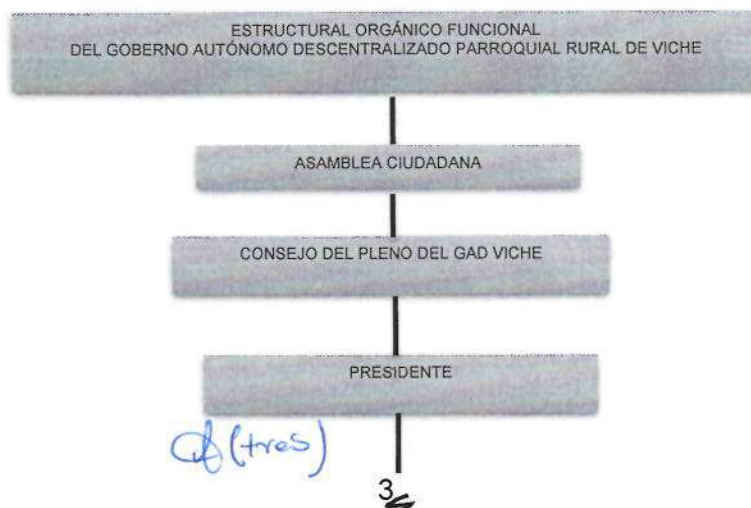 ESTRUCTURAL ORGÁNICO FUNCIONAL
DEL GOBERNO AUTÓNOMO DESCENTRALIZADO PARROQUIAL RURAL DE VICHE
ASAMBLEA CIUDADANA
CONSEJO DEL PLENO DEL GAD VICHE
PRESIDENTE
(tres)
3